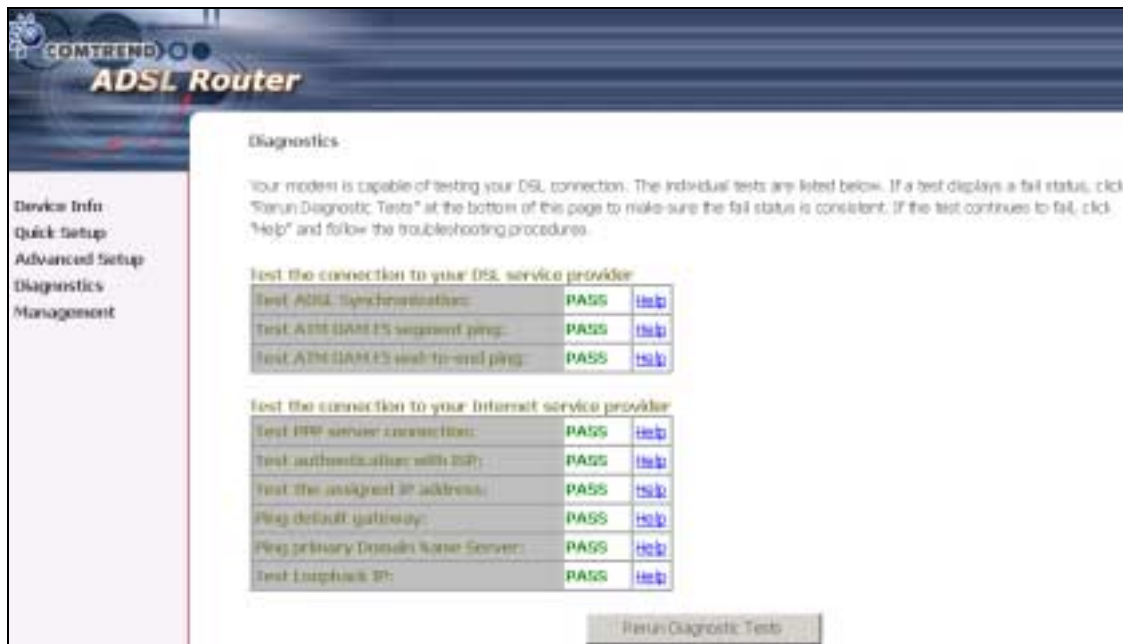 COMTREND
ADSL Router
Device Info
Quick Setup
Advanced Setup
Diagnostics
Management
Diagnostics
Your modem is capable of testing your DSL connection. The individual tests are listed below. If a test displays a fail status, click
"Rerun Diagnostic Tests" at the bottom of this page to make sure the fail status is consistent. If the test continues to fail, click
"Help" and follow the troubleshooting procedures.
Test the connection to your DSL service provider
Test ADSL Synchronization: PASS Help
Test ATM OAM F5 segment ping: PASS Help
Test ATM OAM F5 end-to-end ping: PASS Help
Test the connection to your Internet service provider
Test PPP server connection: PASS Help
Test authentication with ISP: PASS Help
Test the assigned IP address: PASS Help
Ping default gateway: PASS Help
Ping primary Domain Name Server: PASS Help
Test Loopback IP: PASS Help
Rerun Diagnostic Tests